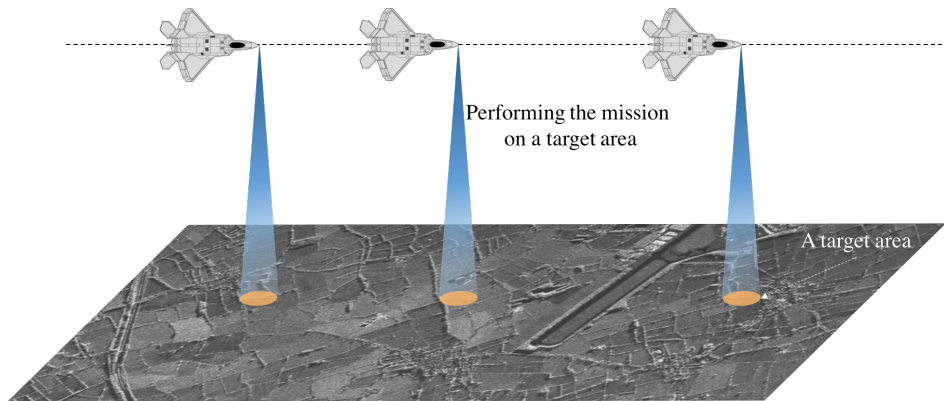 Performing the mission
on a target area
A target area